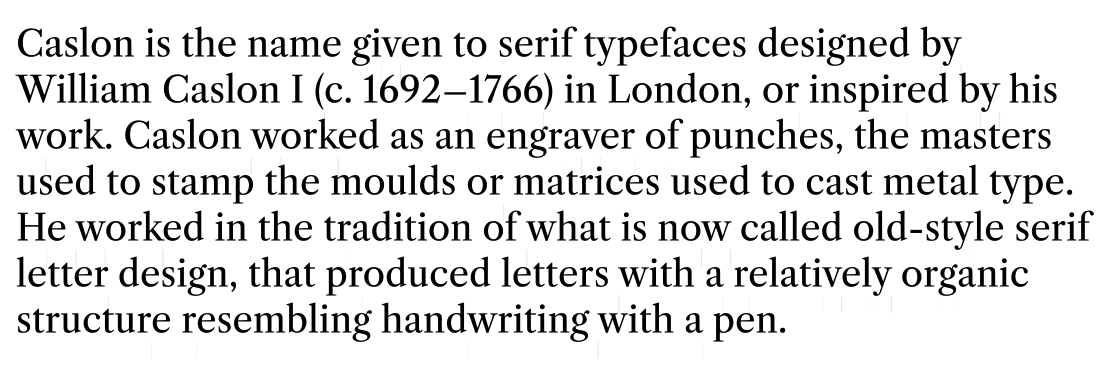 Caslon is the name given to serif typefaces designed by
William Caslon I (c. 1692–1766) in London, or inspired by his
work. Caslon worked as an engraver of punches, the masters
used to stamp the moulds or matrices used to cast metal type.
He worked in the tradition of what is now called old-style serif
letter design, that produced letters with a relatively organic
structure resembling handwriting with a pen.